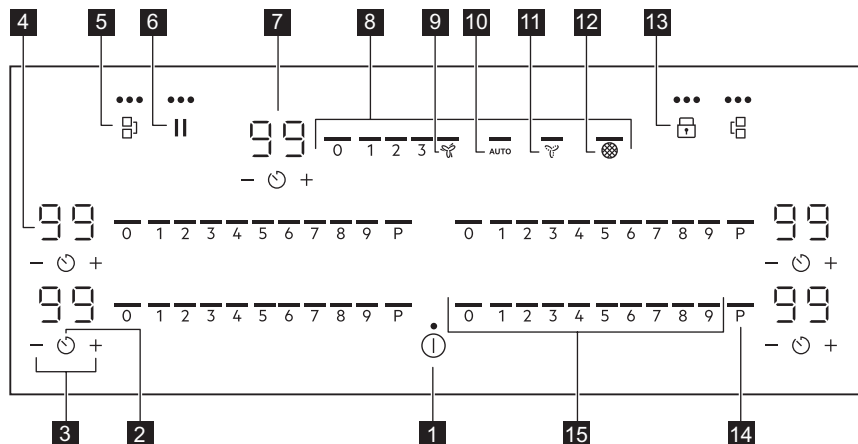 4 5 6 7 8 9 10 11 12 13
99 0 1 2 3 AUTO
− +
99 0 1 2 3 4 5 6 7 8 9 P 0 1 2 3 4 5 6 7 8 9 P 99
− + − +
99 0 1 2 3 4 5 6 7 8 9 P 0 1 2 3 4 5 6 7 8 9 P 99
− + − +
3 2 1 15 14